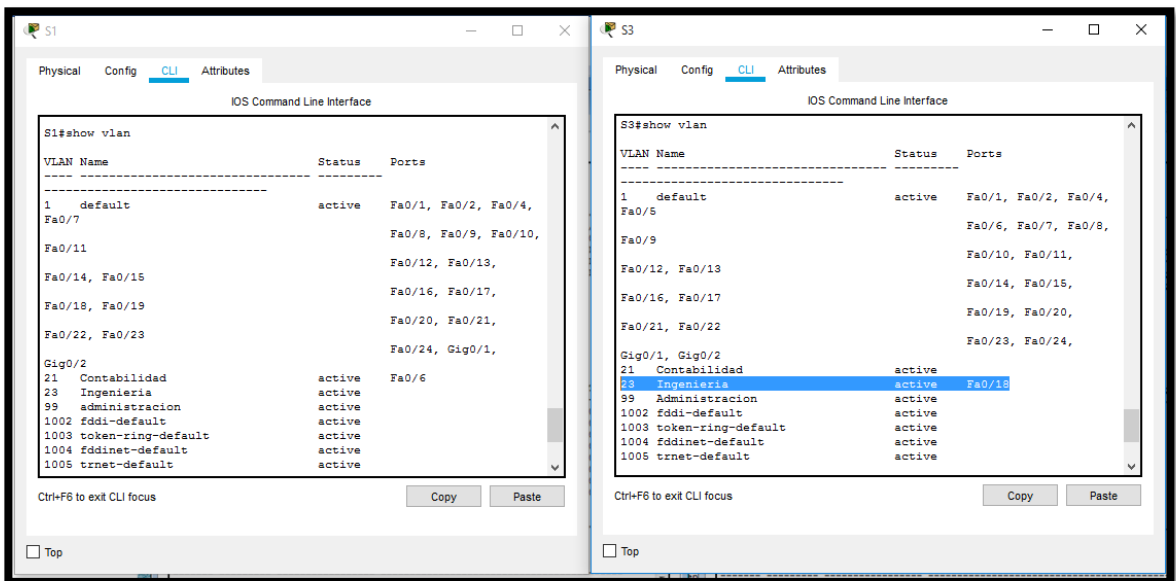 S1
Physical Config CLI Attributes
IOS Command Line Interface
S1#show vlan
VLAN Name Status Ports
---- -------------------------------- ---------
-------------------------------
1 default active Fa0/1, Fa0/2, Fa0/4,
Fa0/7
Fa0/8, Fa0/9, Fa0/10,
Fa0/11
Fa0/12, Fa0/13,
Fa0/14, Fa0/15
Fa0/16, Fa0/17,
Fa0/18, Fa0/19
Fa0/20, Fa0/21,
Fa0/22, Fa0/23
Fa0/24, Gig0/1,
Gig0/2
21 Contabilidad active Fa0/6
23 Ingenieria active
99 administracion active
1002 fddi-default active
1003 token-ring-default active
1004 fddinet-default active
1005 trnet-default active
Ctrl+F6 to exit CLI focus
Copy Paste
Top
S3
Physical Config CLI Attributes
IOS Command Line Interface
S3#show vlan
VLAN Name Status Ports
---- -------------------------------- ---------
-------------------------------
1 default active Fa0/1, Fa0/2, Fa0/4,
Fa0/5
Fa0/6, Fa0/7, Fa0/8,
Fa0/9
Fa0/10, Fa0/11,
Fa0/12, Fa0/13
Fa0/14, Fa0/15,
Fa0/16, Fa0/17
Fa0/19, Fa0/20,
Fa0/21, Fa0/22
Fa0/23, Fa0/24,
Gig0/1, Gig0/2
21 Contabilidad active
23 Ingenieria active Fa0/18
99 Administracion active
1002 fddi-default active
1003 token-ring-default active
1004 fddinet-default active
1005 trnet-default active
Ctrl+F6 to exit CLI focus
Copy Paste
Top